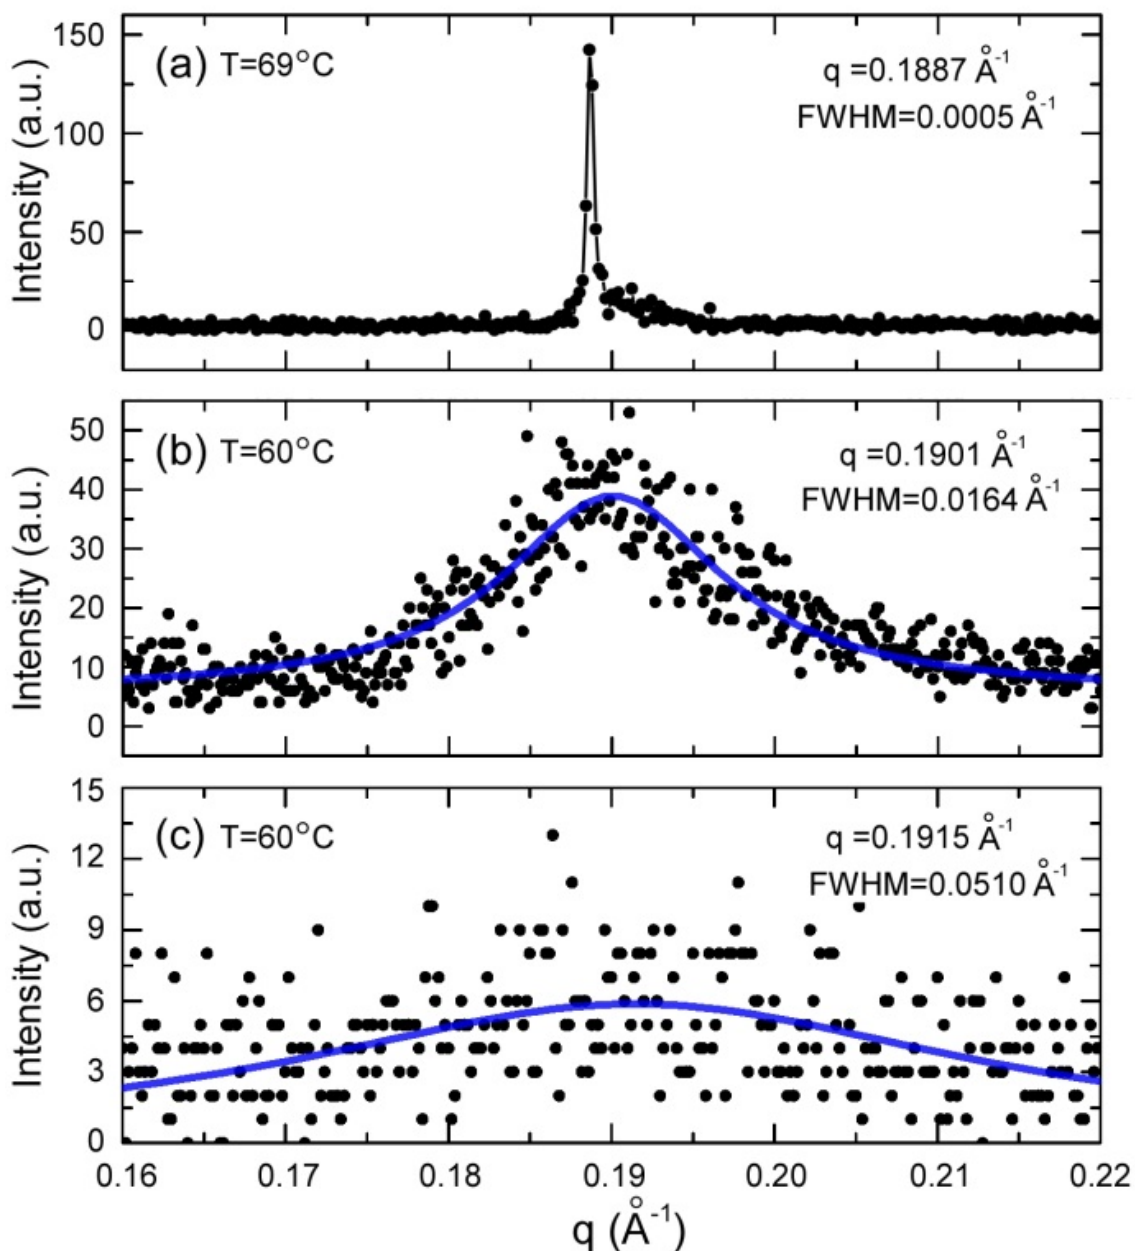 (a) T=69°C
q =0.1887 Å⁻¹
FWHM=0.0005 Å⁻¹
150
100
50
0
Intensity (a.u.)
(b) T=60°C
q =0.1901 Å⁻¹
FWHM=0.0164 Å⁻¹
50
40
30
20
10
0
Intensity (a.u.)
(c) T=60°C
q =0.1915 Å⁻¹
FWHM=0.0510 Å⁻¹
15
12
9
6
3
0
Intensity (a.u.)
0.16 0.17 0.18 0.19 0.20 0.21 0.22
q (Å⁻¹)